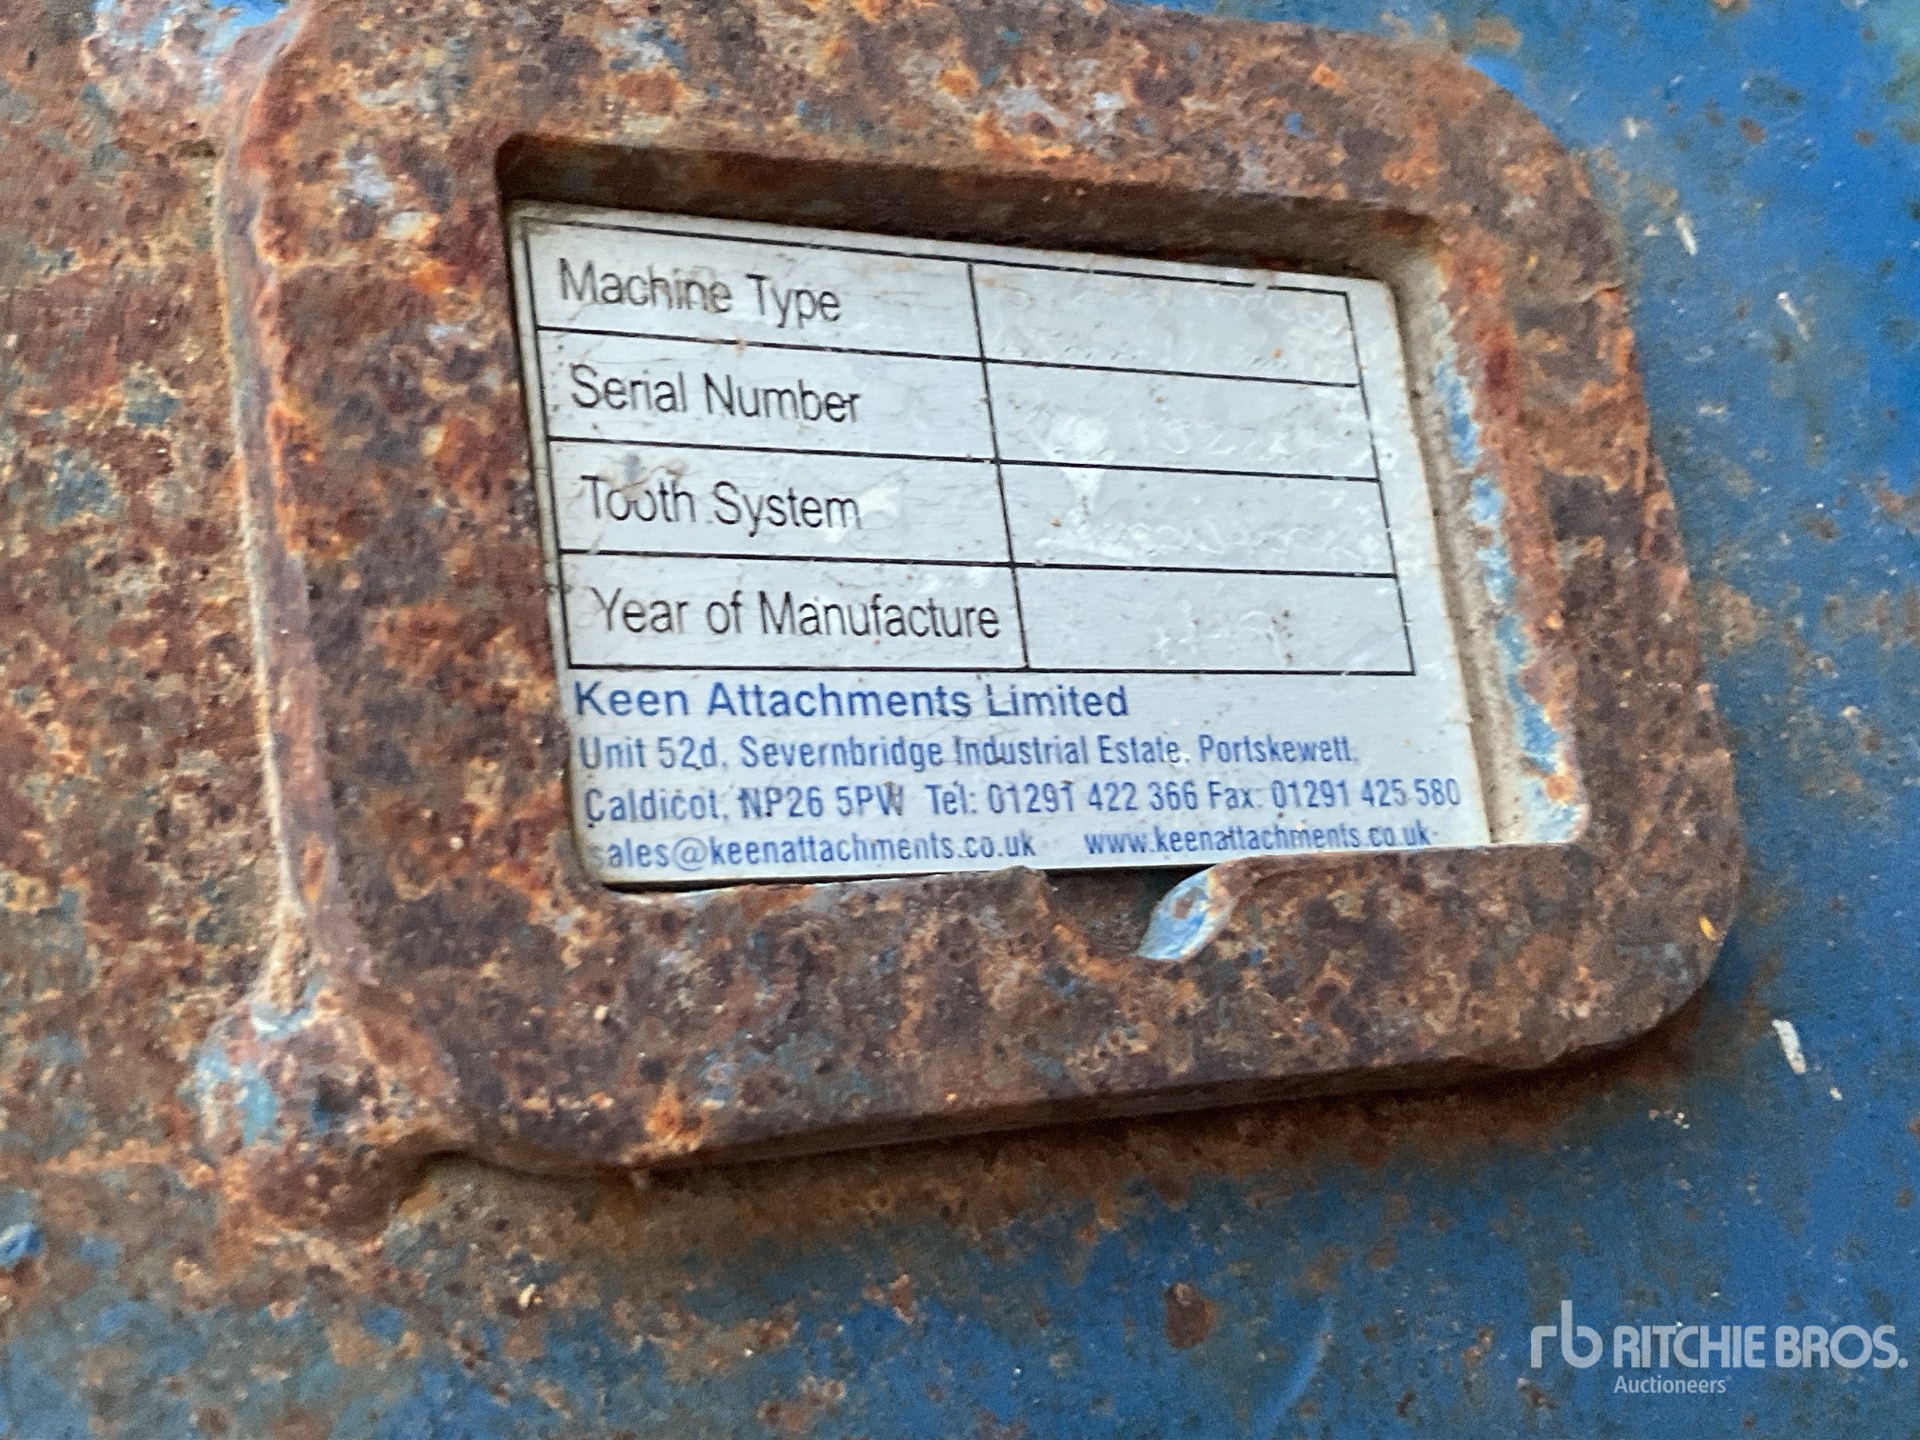 Machine Type
Serial Number
Tooth System
Year of Manufacture
Keen Attachments Limited
Unit 52d, Severnbridge Industrial Estate, Portskewett,
Caldicot, NP26 5PW Tel: 01291 422 366 Fax: 01291 425 580
sales@keenattachments.co.uk www.keenattachments.co.uk
rb RITCHIE BROS.
Auctioneers